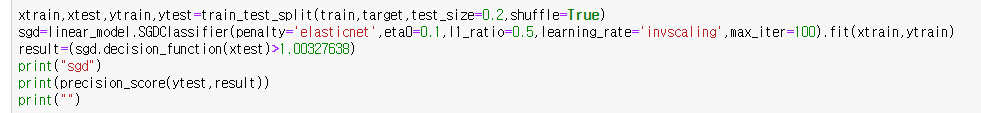 xtrain,xtest,ytrain,ytest=train_test_split(train,target,test_size=0.2,shuffle=True)
sgd=linear_model.SGDClassifier(penalty='elasticnet',eta0=0.1,l1_ratio=0.5,learning_rate='invscaling',max_iter=100).fit(xtrain,ytrain)
result=(sgd.decision_function(xtest)>1.00327638)
print("sgd")
print(precision_score(ytest,result))
print("")